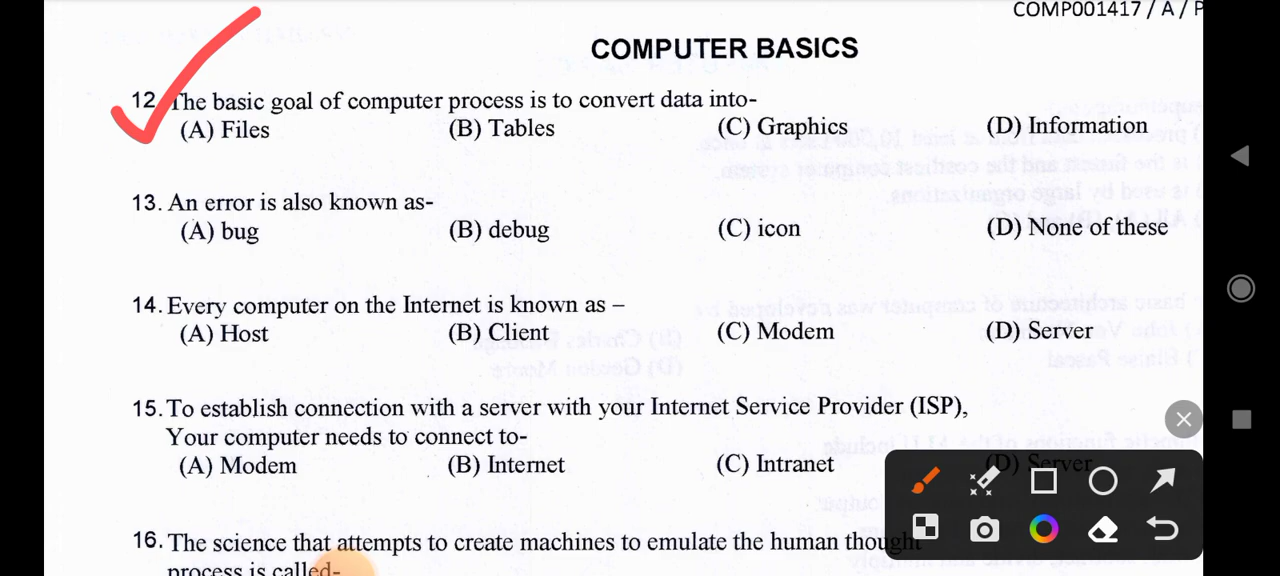 COMP001417 / A / P
COMPUTER BASICS
12. The basic goal of computer process is to convert data into-
(A) Files (B) Tables (C) Graphics (D) Information
13. An error is also known as-
(A) bug (B) debug (C) icon (D) None of these
14. Every computer on the Internet is known as –
(A) Host (B) Client (C) Modem (D) Server
15. To establish connection with a server with your Internet Service Provider (ISP),
Your computer needs to connect to-
(A) Modem (B) Internet (C) Intranet (D) Server
16. The science that attempts to create machines to emulate the human thought
process is called-